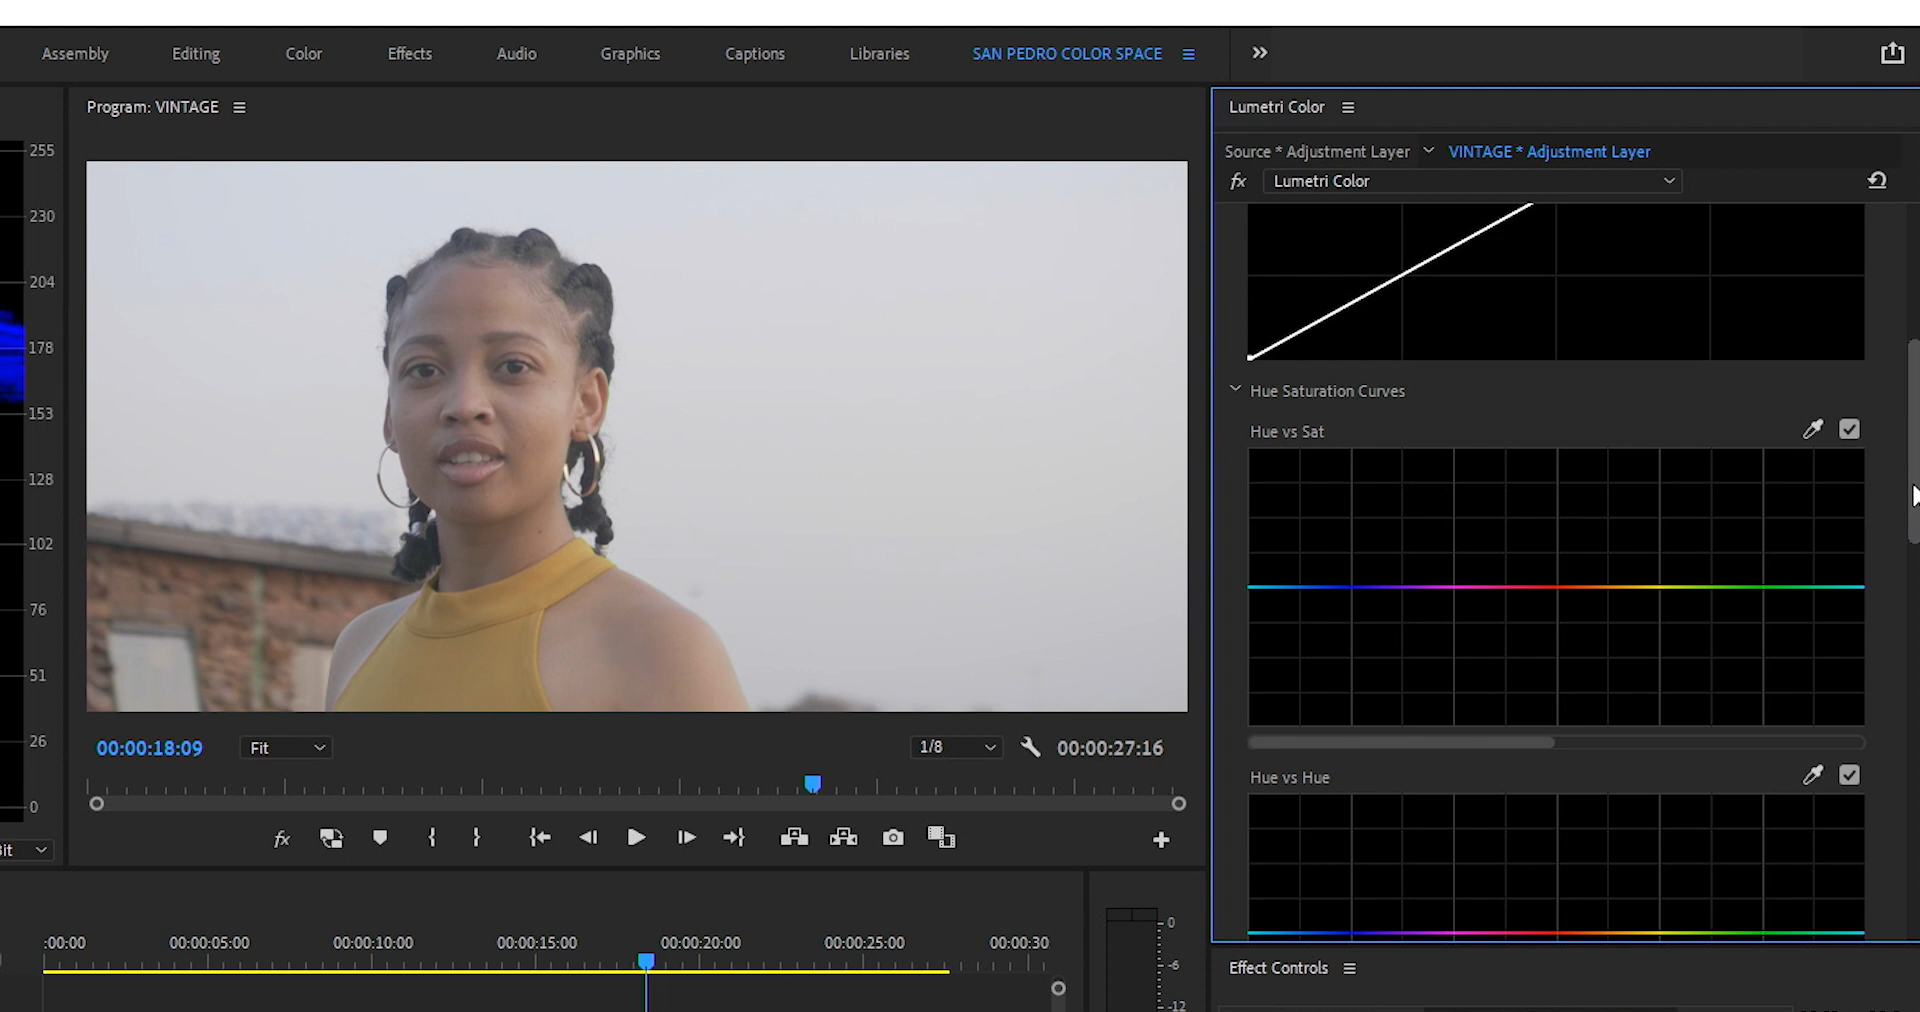 Assembly Editing Color Effects Audio Graphics Captions Libraries SAN PEDRO COLOR SPACE
Program: VINTAGE
Lumetri Color
Source * Adjustment Layer VINTAGE * Adjustment Layer
fx Lumetri Color
255
230
204
178
153
128
102
76
51
26
0
Hue Saturation Curves
Hue vs Sat
Hue vs Hue
00:00:18:09 Fit 1/8 00:00:27:16
fx
:00:00 00:00:05:00 00:00:10:00 00:00:15:00 00:00:20:00 00:00:25:00 00:00:30
0
-6
-12
Effect Controls